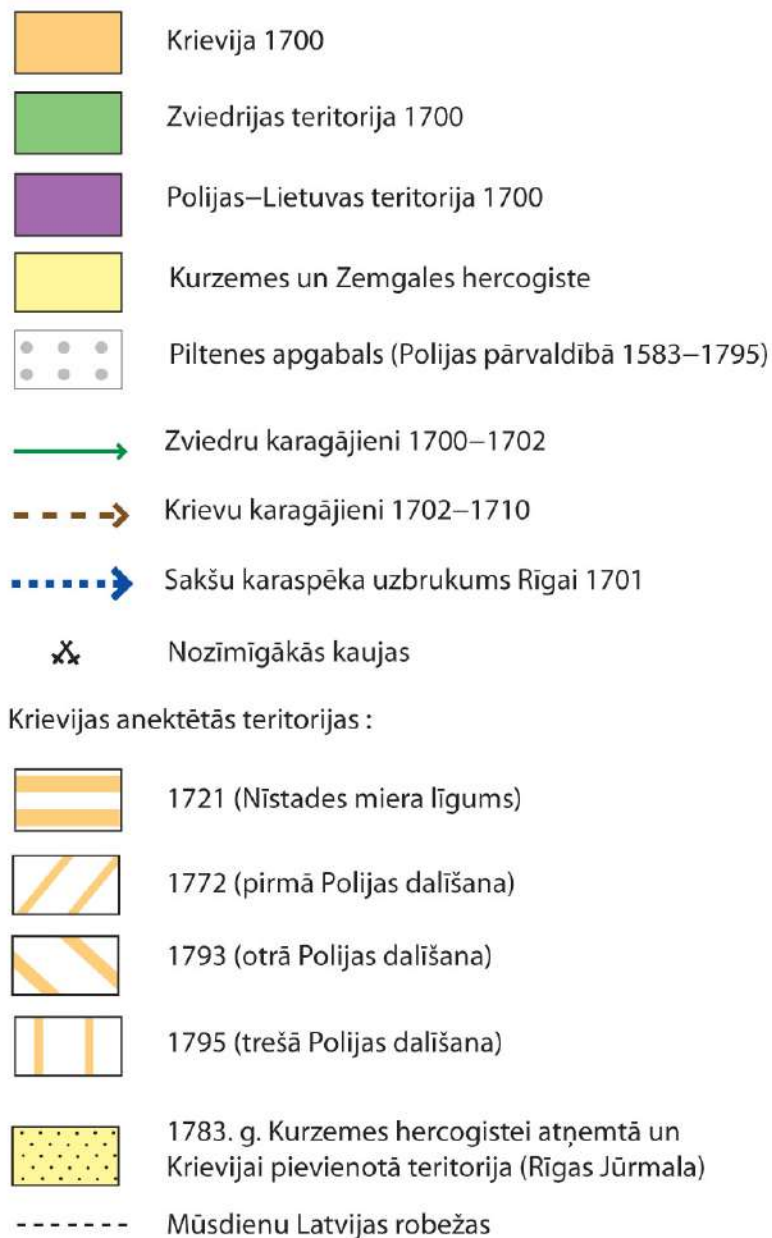 Krievija 1700
Zviedrijas teritorija 1700
Polijas–Lietuvas teritorija 1700
Kurzemes un Zemgales hercogiste
Piltenes apgabals (Polijas pārvaldībā 1583–1795)
Zviedru karagājieni 1700–1702
Krievu karagājieni 1702–1710
Sakšu karaspēka uzbrukums Rīgai 1701
Nozīmīgākās kaujas
Krievijas anektētās teritorijas :
1721 (Nīstades miera līgums)
1772 (pirmā Polijas dalīšana)
1793 (otrā Polijas dalīšana)
1795 (trešā Polijas dalīšana)
1783. g. Kurzemes hercogistei atņemtā un
Krievijai pievienotā teritorija (Rīgas Jūrmala)
Mūsdienu Latvijas robežas